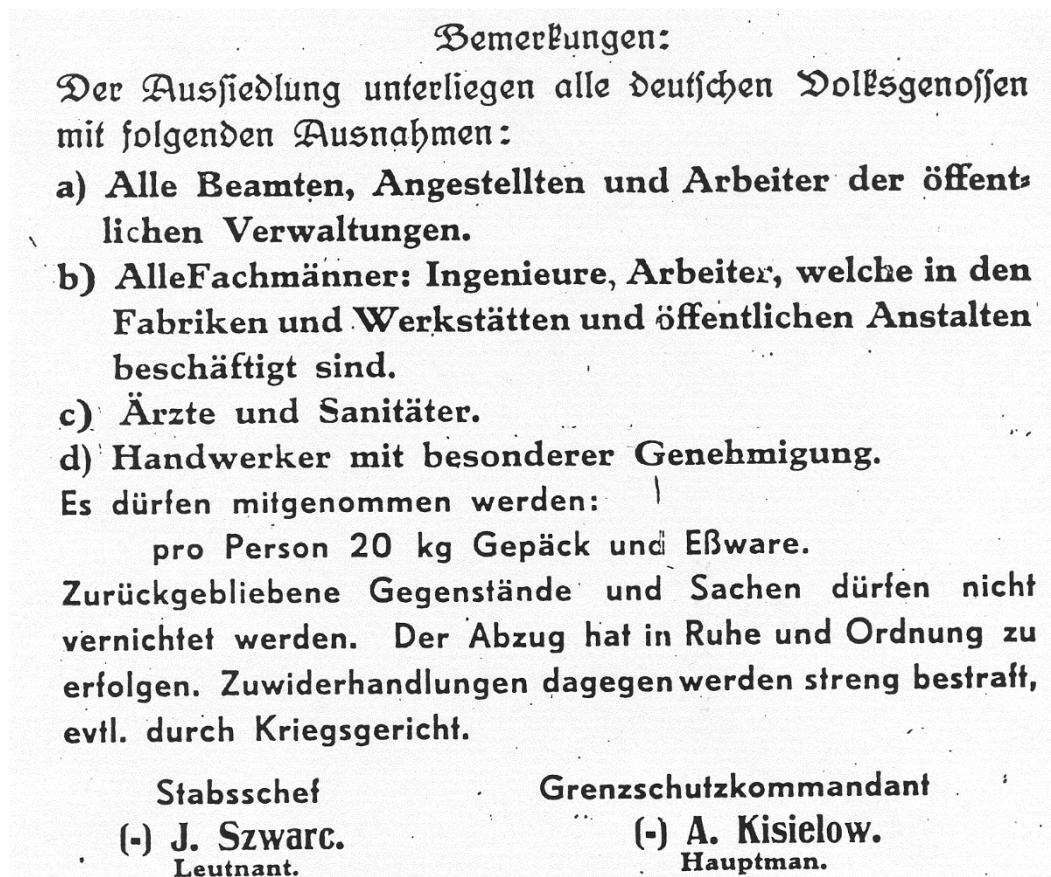 Bemerkungen:
Der Aussiedlung unterliegen alle deutschen Volksgenossen
mit folgenden Ausnahmen:
a) Alle Beamten, Angestellten und Arbeiter der öffent-
lichen Verwaltungen.
b) AlleFachmänner: Ingenieure, Arbeiter, welche in den
Fabriken und Werkstätten und öffentlichen Anstalten
beschäftigt sind.
c) Ärzte und Sanitäter.
d) Handwerker mit besonderer Genehmigung.
Es dürfen mitgenommen werden:
pro Person 20 kg Gepäck und Eßware.
Zurückgebliebene Gegenstände und Sachen dürfen nicht
vernichtet werden. Der Abzug hat in Ruhe und Ordnung zu
erfolgen. Zuwiderhandlungen dagegen werden streng bestraft,
evtl. durch Kriegsgericht.
Stabsschef Grenzschutzkommandant
(-) J. Szwarc. (-) A. Kisielow.
Leutnant. Hauptman.